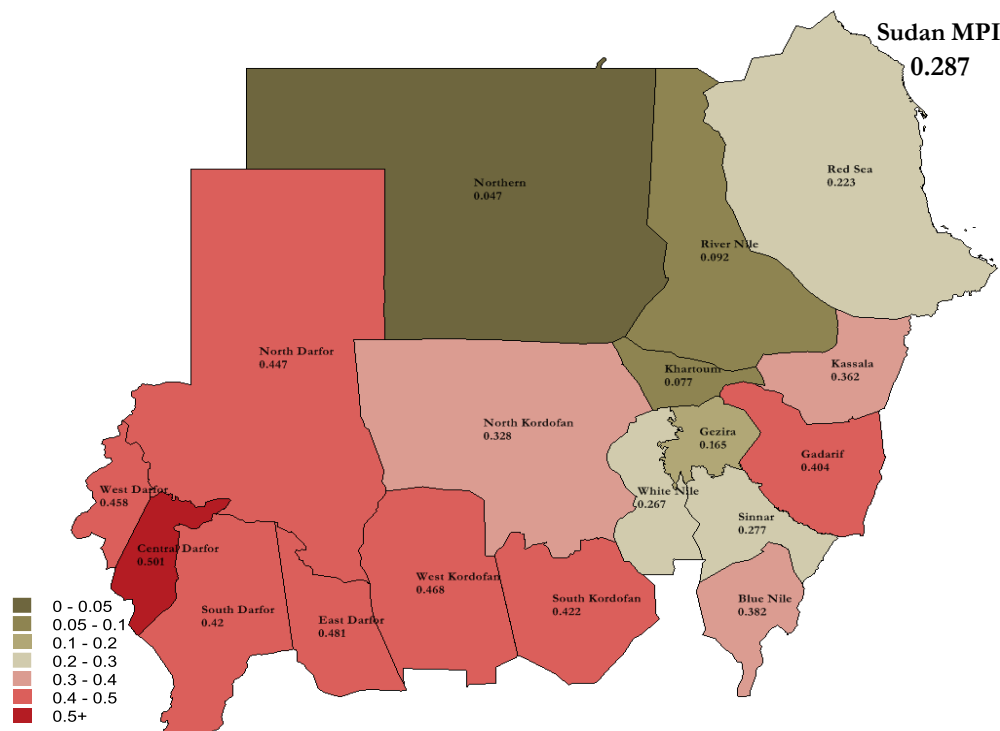 Sudan MPI
0.287
Red Sea
0.223
Northern
0.047
River Nile
0.092
North Darfor
0.447
Khartoum
0.077
Kassala
0.362
North Kordofan
0.328
Gezira
0.165
Gadarif
0.404
West Darfor
0.458
White Nile
0.267
Sinnar
0.277
Central Darfor
0.501
West Kordofan
0.468
South Kordofan
0.422
Blue Nile
0.382
South Darfor
0.42
East Darfor
0.481
0 - 0.05
0.05 - 0.1
0.1 - 0.2
0.2 - 0.3
0.3 - 0.4
0.4 - 0.5
0.5+